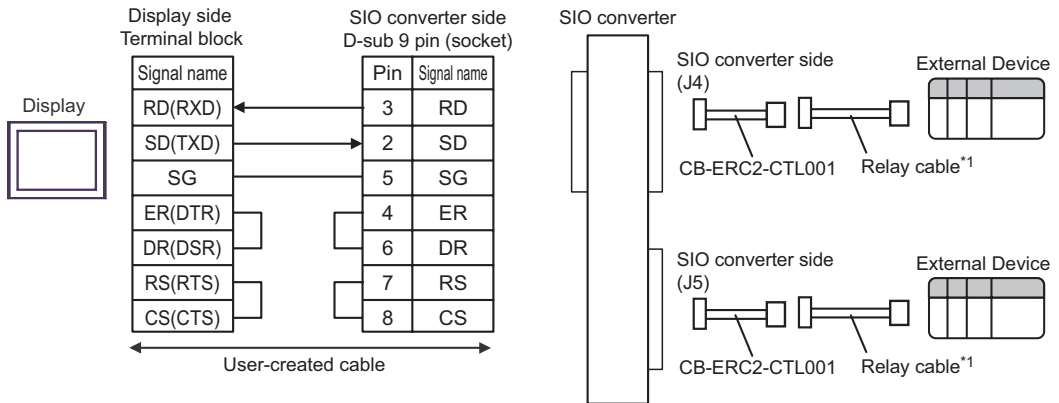 Display side
Terminal block
SIO converter side
D-sub 9 pin (socket)
Display
Signal name
Pin
Signal name
RD(RXD)
3
RD
SD(TXD)
2
SD
SG
5
SG
ER(DTR)
4
ER
DR(DSR)
6
DR
RS(RTS)
7
RS
CS(CTS)
8
CS
User-created cable
SIO converter
SIO converter side
(J4)
External Device
CB-ERC2-CTL001
Relay cable*1
SIO converter side
(J5)
External Device
CB-ERC2-CTL001
Relay cable*1